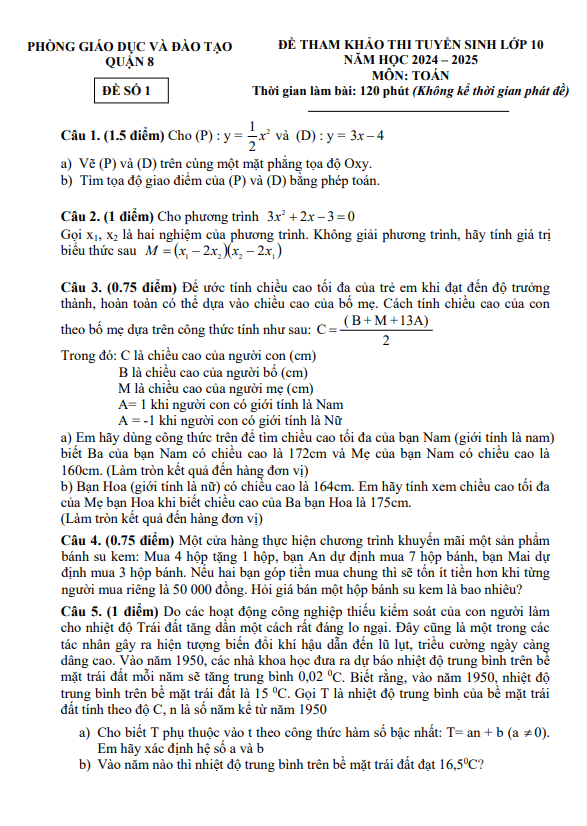 PHÒNG GIÁO DỤC VÀ ĐÀO TẠO
QUẬN 8
ĐỀ SỐ 1
ĐỀ THAM KHẢO THI TUYỂN SINH LỚP 10
NĂM HỌC 2024 – 2025
MÔN: TOÁN
Thời gian làm bài: 120 phút (Không kể thời gian phát đề)
Câu 1. (1.5 điểm) Cho (P) : y = 1/2 x² và (D) : y = 3x – 4
a) Vẽ (P) và (D) trên cùng một mặt phẳng tọa độ Oxy.
b) Tìm tọa độ giao điểm của (P) và (D) bằng phép toán.
Câu 2. (1 điểm) Cho phương trình 3x² + 2x – 3 = 0
Gọi x₁, x₂ là hai nghiệm của phương trình. Không giải phương trình, hãy tính giá trị
biểu thức sau M = (x₁ – 2x₂)(x₂ – 2x₁)
Câu 3. (0.75 điểm) Để ước tính chiều cao tối đa của trẻ em khi đạt đến độ trưởng
thành, hoàn toàn có thể dựa vào chiều cao của bố mẹ. Cách tính chiều cao của con
theo bố mẹ dựa trên công thức tính như sau: C = (B + M + 13A)/2
Trong đó: C là chiều cao của người con (cm)
B là chiều cao của người bố (cm)
M là chiều cao của người mẹ (cm)
A= 1 khi người con có giới tính là Nam
A = -1 khi người con có giới tính là Nữ
a) Em hãy dùng công thức trên để tìm chiều cao tối đa của bạn Nam (giới tính là nam)
biết Ba của bạn Nam có chiều cao là 172cm và Mẹ của bạn Nam có chiều cao là
160cm. (Làm tròn kết quả đến hàng đơn vị)
b) Bạn Hoa (giới tính là nữ) có chiều cao là 164cm. Em hãy tính xem chiều cao tối đa
của Mẹ bạn Hoa khi biết chiều cao của Ba bạn Hoa là 175cm.
(Làm tròn kết quả đến hàng đơn vị)
Câu 4. (0.75 điểm) Một cửa hàng thực hiện chương trình khuyến mãi một sản phẩm
bánh su kem: Mua 4 hộp tặng 1 hộp, bạn An dự định mua 7 hộp bánh, bạn Mai dự
định mua 3 hộp bánh. Nếu hai bạn góp tiền mua chung thì sẽ tốn ít tiền hơn khi từng
người mua riêng là 50 000 đồng. Hỏi giá bán một hộp bánh su kem là bao nhiêu?
Câu 5. (1 điểm) Do các hoạt động công nghiệp thiếu kiểm soát của con người làm
cho nhiệt độ Trái đất tăng dần một cách rất đáng lo ngại. Đây cũng là một trong các
tác nhân gây ra hiện tượng biến đổi khí hậu dẫn đến lũ lụt, triều cường ngày càng
dâng cao. Vào năm 1950, các nhà khoa học đưa ra dự báo nhiệt độ trung bình trên bề
mặt trái đất mỗi năm sẽ tăng trung bình 0,02 ⁰C. Biết rằng, vào năm 1950, nhiệt độ
trung bình trên bề mặt trái đất là 15 ⁰C. Gọi T là nhiệt độ trung bình của bề mặt trái
đất tính theo độ C, n là số năm kể từ năm 1950
a) Cho biết T phụ thuộc vào t theo công thức hàm số bậc nhất: T= an + b (a ≠ 0).
Em hãy xác định hệ số a và b
b) Vào năm nào thì nhiệt độ trung bình trên bề mặt trái đất đạt 16,5⁰C?